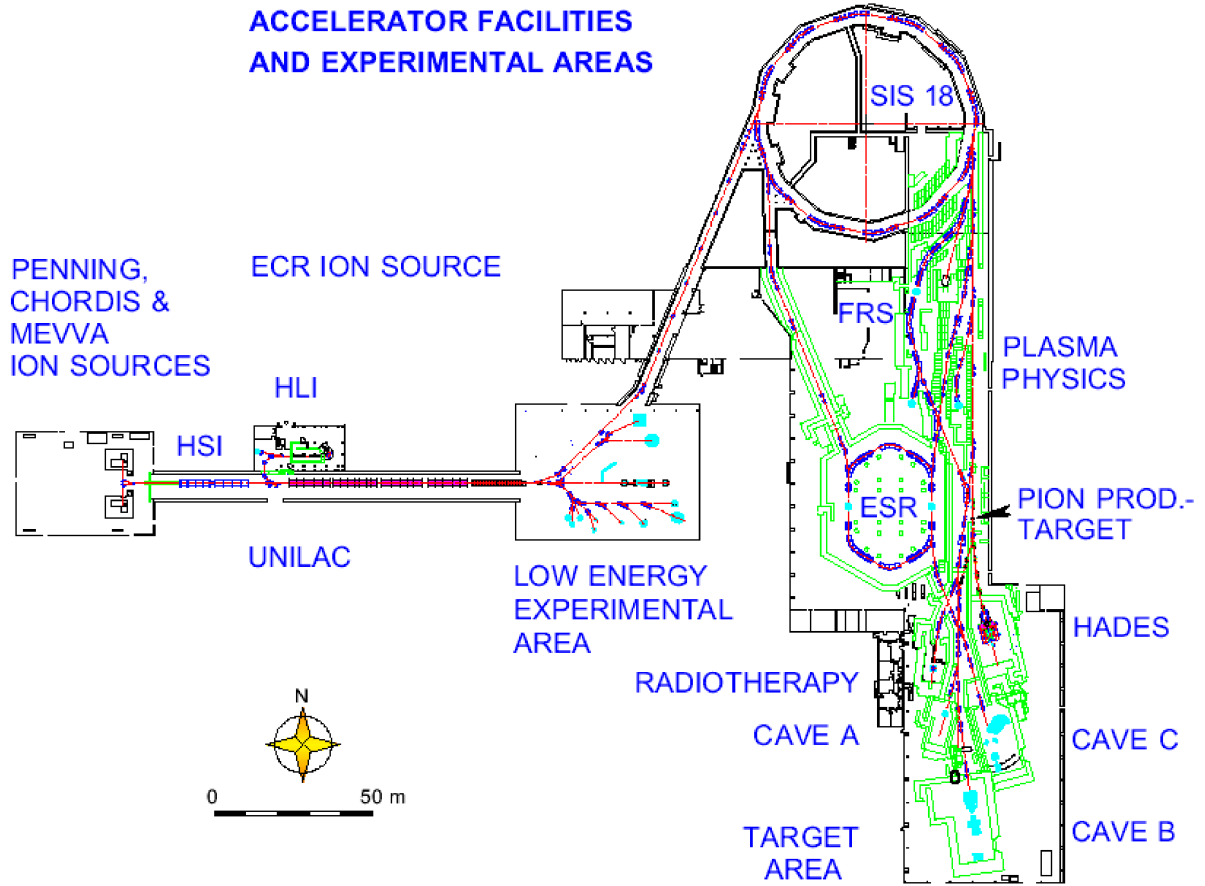 ACCELERATOR FACILITIES
AND EXPERIMENTAL AREAS
SIS 18
PENNING,
CHORDIS &
MEVVA
ION SOURCES
ECR ION SOURCE
FRS
PLASMA
PHYSICS
HLI
HSI
ESR
PION PROD.-
TARGET
UNILAC
LOW ENERGY
EXPERIMENTAL
AREA
HADES
RADIOTHERAPY
N
CAVE A
CAVE C
0 50 m
TARGET
AREA
CAVE B